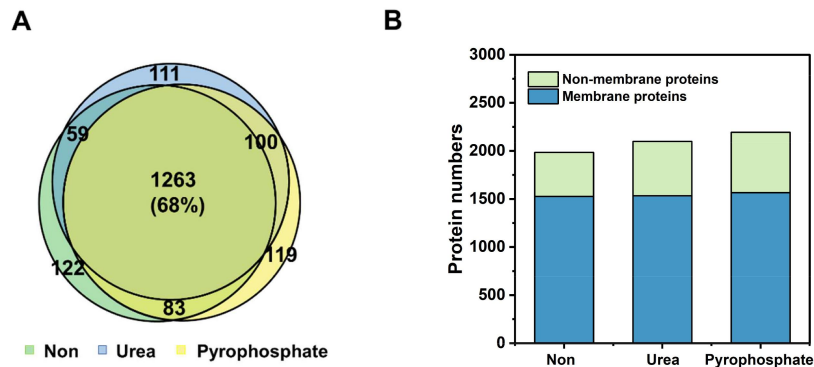 A
111
59
100
1263
(68%)
122
119
83
Non Urea Pyrophosphate
B
3000
2500
2000
1500
1000
500
0
Protein numbers
Non-membrane proteins
Membrane proteins
Non Urea Pyrophosphate